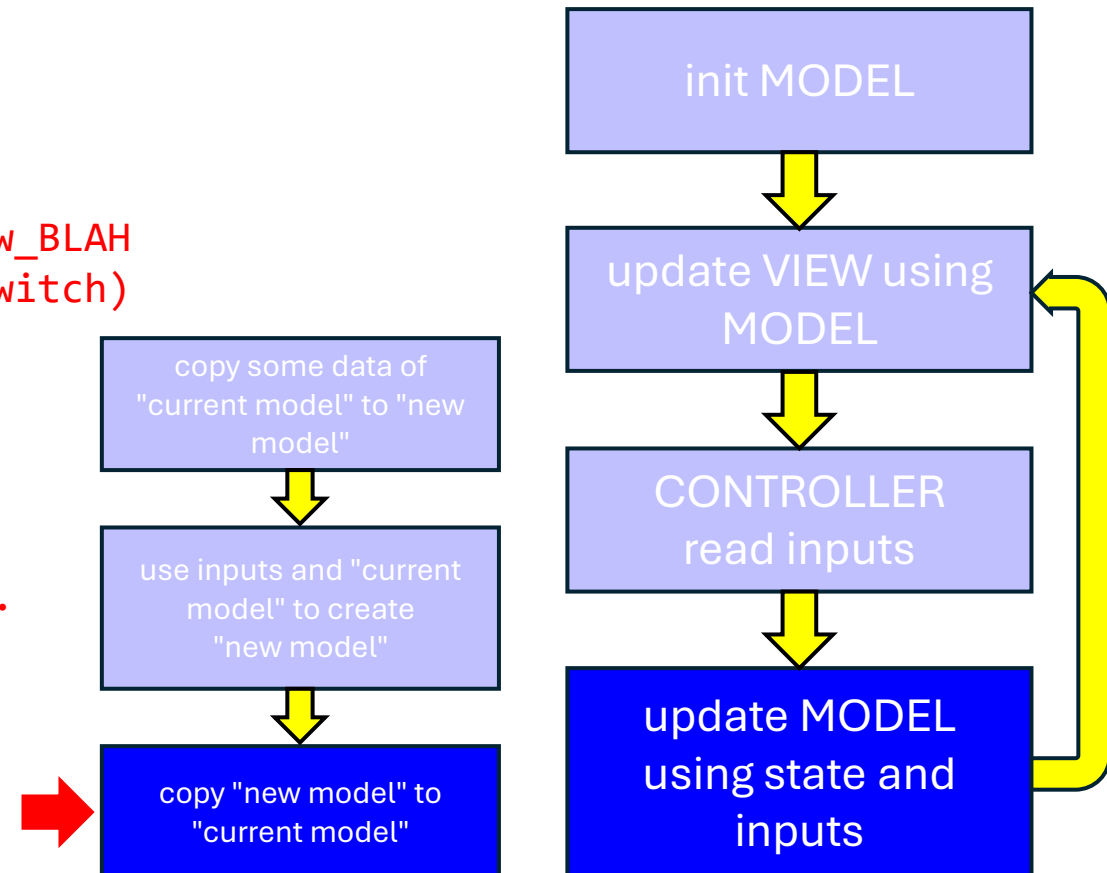 w_BLAH
witch)
.
copy some data of
"current model" to "new
model"
use inputs and "current
model" to create
"new model"
copy "new model" to
"current model"
init MODEL
update VIEW using
MODEL
CONTROLLER
read inputs
update MODEL
using state and
inputs